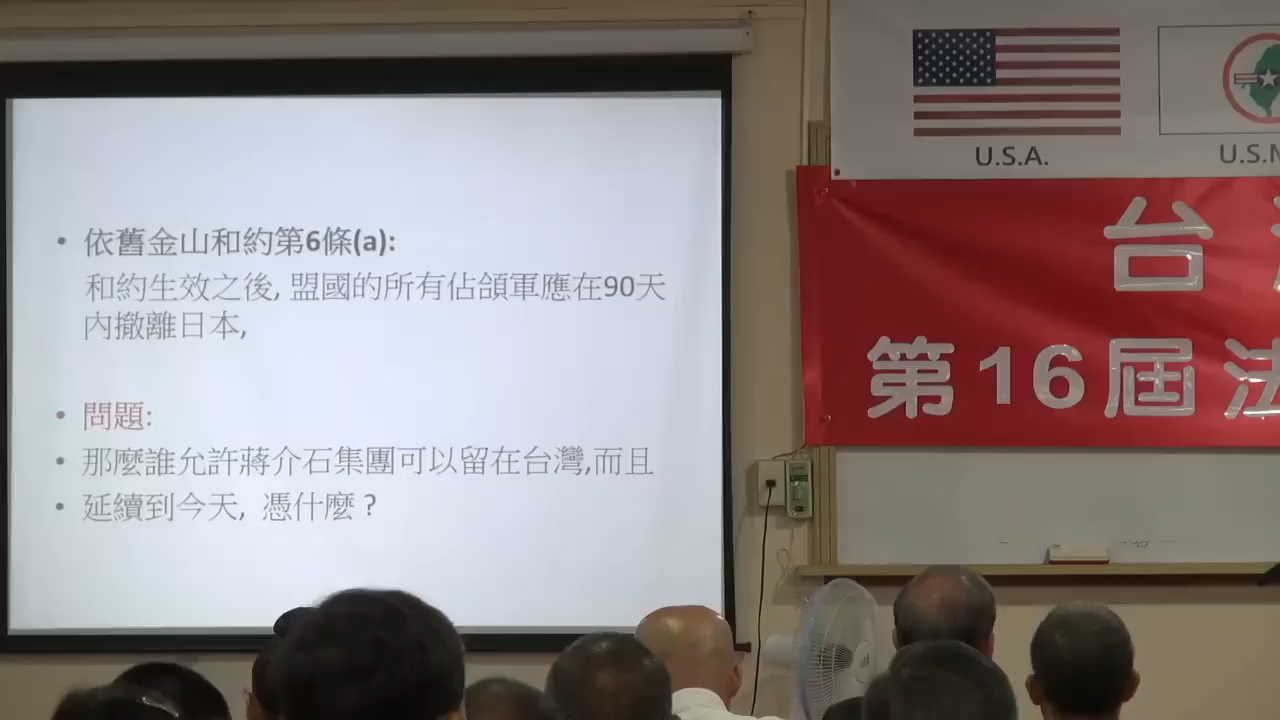 依舊金山和約第6條(a):
和約生效之後, 盟國的所有佔領軍應在90天
內撤離日本,
問題:
那麼誰允許蔣介石集團可以留在台灣,而且
延續到今天, 憑什麼？
U.S.A.
U.S.M
台
第16屆法